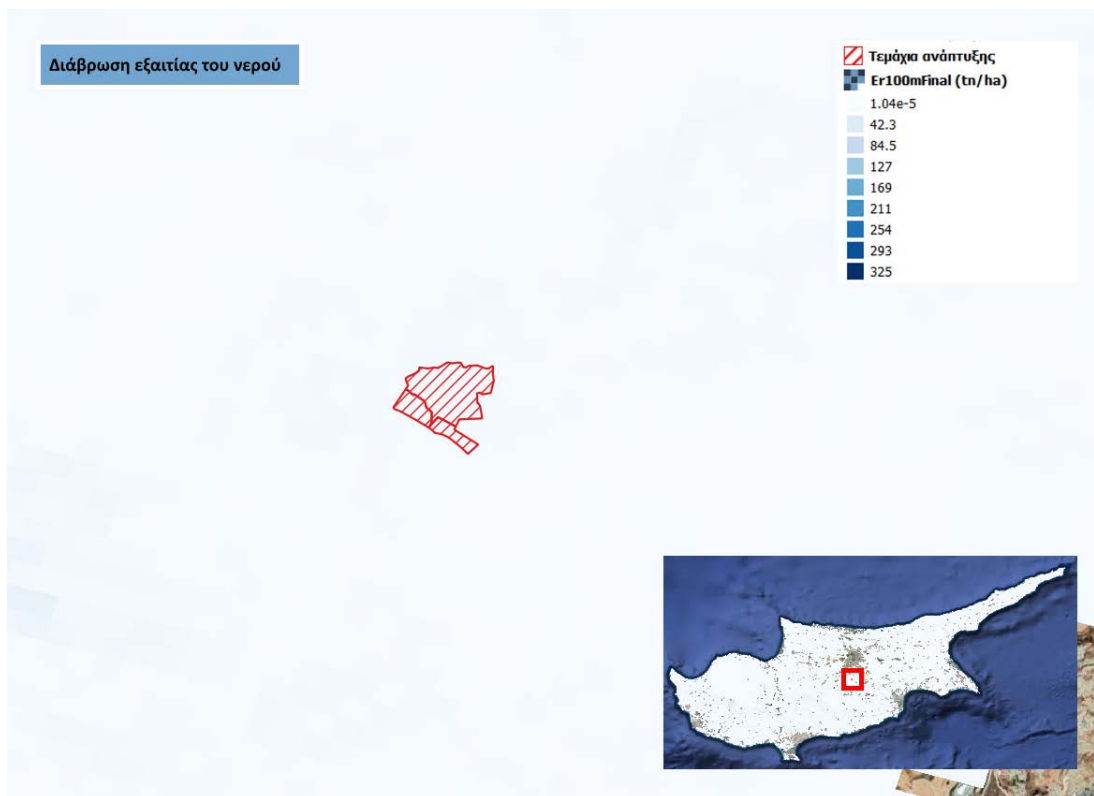 Διάβρωση εξαιτίας του νερού
Τεμάχια ανάπτυξης
Er100mFinal (tn/ha)
1.04e-5
42.3
84.5
127
169
211
254
293
325